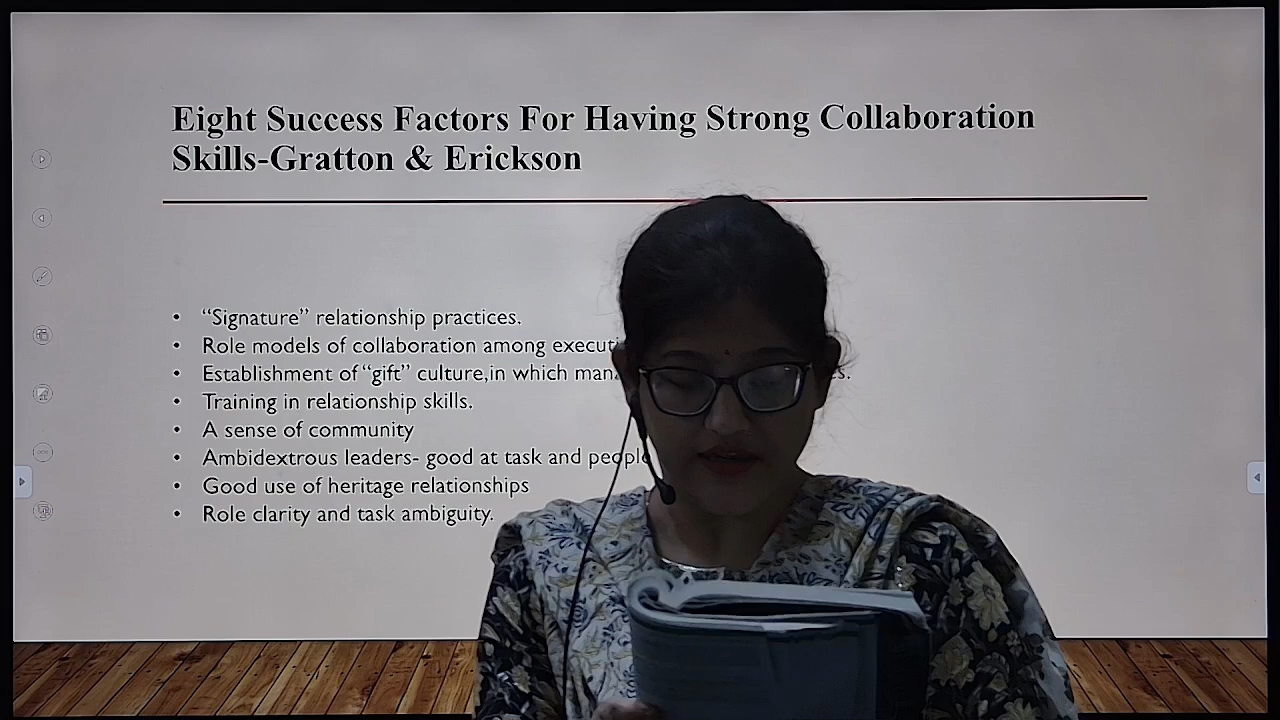 Eight Success Factors For Having Strong Collaboration
Skills-Gratton & Erickson
• “Signature” relationship practices.
• Role models of collaboration among
• Establishment of “gift” culture,in which
• Training in relationship skills.
• A sense of community
• Ambidextrous leaders- good at task and people
• Good use of heritage relationships
• Role clarity and task ambiguity.